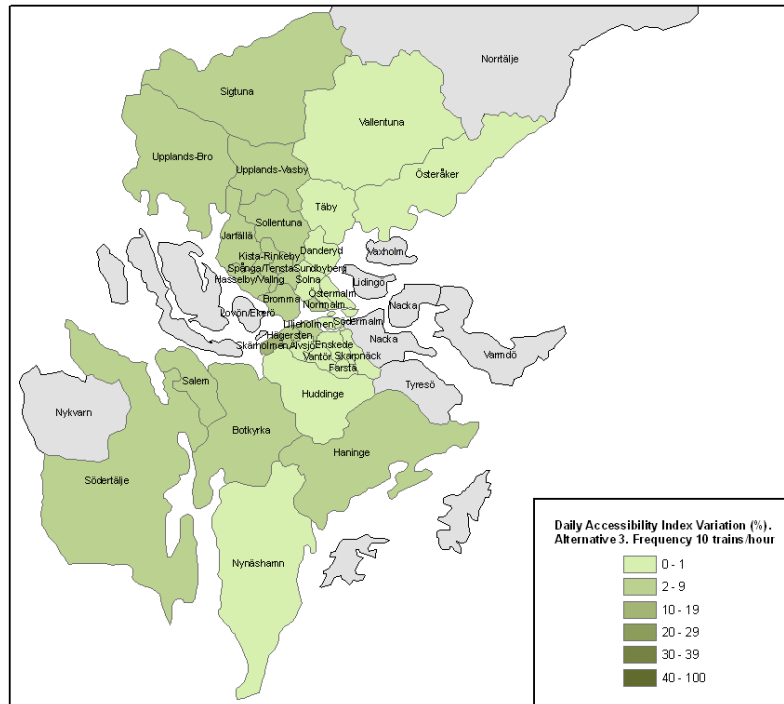 Norrtälje
Sigtuna
Vallentuna
Upplands-Bro
Upplands-Vasby
Österåker
Täby
Sollentuna
Jarfällä
Danderyd
Vaxholm
Kista-Rinkeby
Spånga/Tensta
Sundbyberg
Hasselby/Vallng
Solna
Lidingö
Bromma
Östermalm
Norrmalm
Nacka
Lovön/Ekerö
Liljeholmen
Södermalm
Hägersten
Enskede
Nacka
Skärholmen
Älvsjö
Vantör
Skarpnäck
Farsta
Varmdö
Salem
Huddinge
Tyresö
Nykvarn
Botkyrka
Haninge
Södertälje
Nynäshamn
Daily Accessibility Index Variation (%).
Alternative 3. Frequency 10 trains/hour
0 - 1
2 - 9
10 - 19
20 - 29
30 - 39
40 - 100